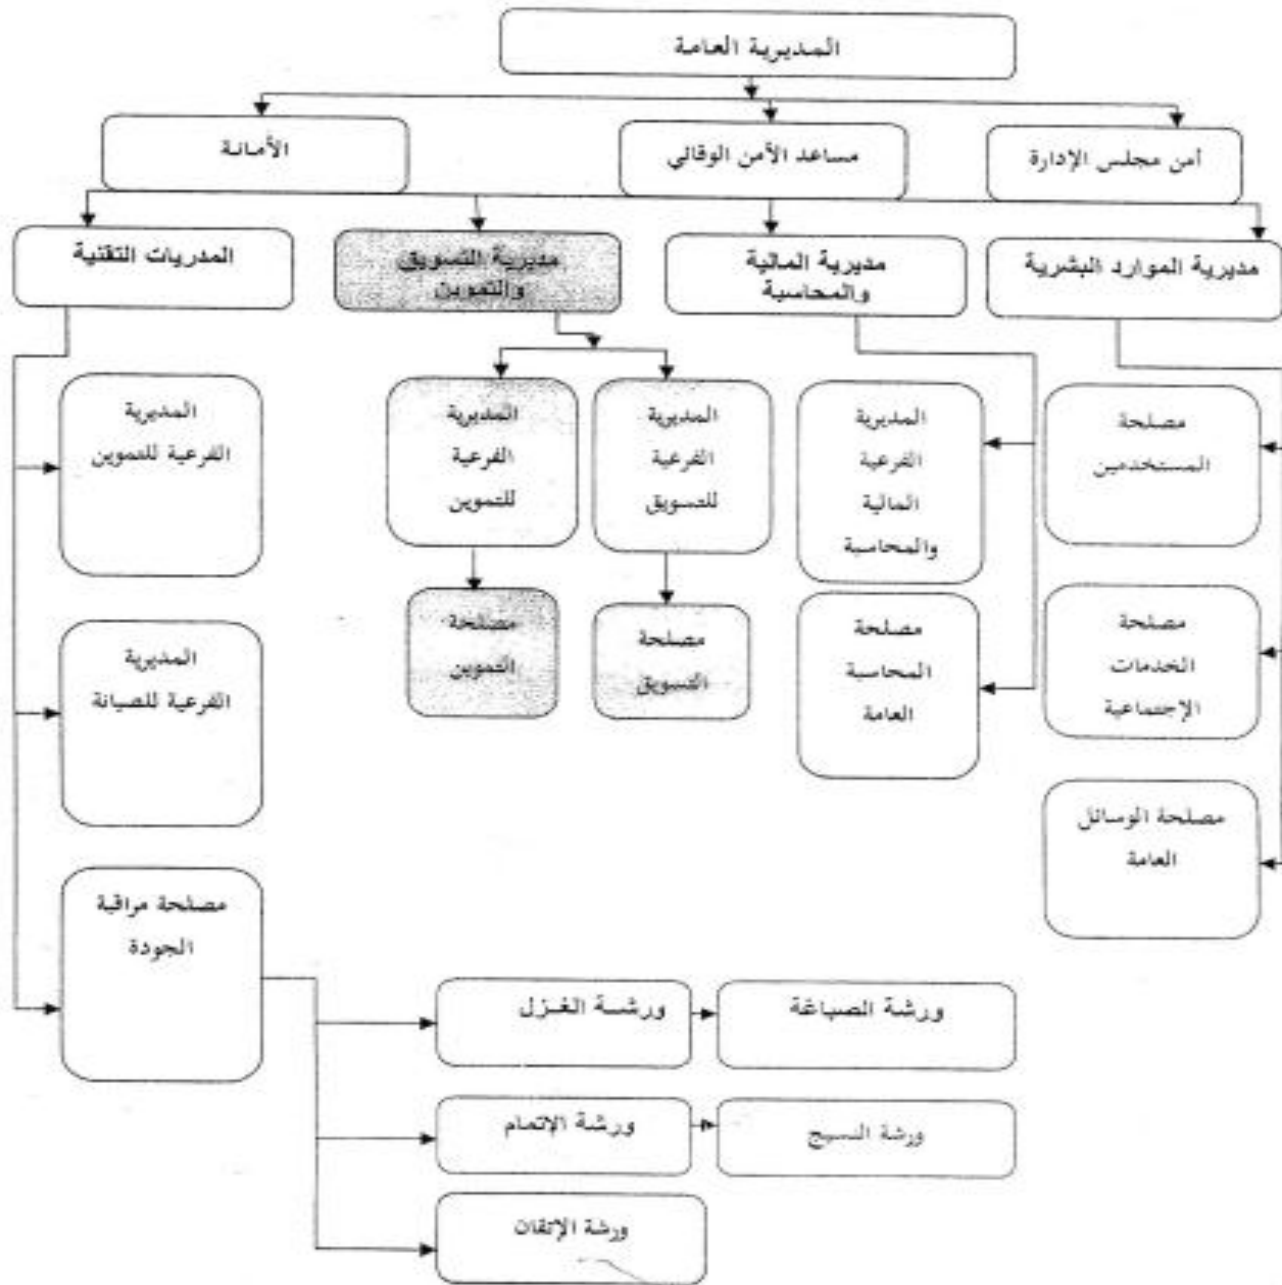 المديرية العامة
أمن مجلس الإدارة
مساعد الأمن الوقائي
الأمانة
مديرية الموارد البشرية
مديرية المالية
والمحاسبة
مديرية التسويق
والتموين
المدريات التقنية
مصلحة
المستخدمين
المديرية
الفرعية
المالية
والمحاسبة
المديرية
الفرعية
للتسويق
المديرية
الفرعية
للتموين
المديرية
الفرعية للتموين
مصلحة
الخدمات
الإجتماعية
مصلحة
المحاسبة
العامة
مصلحة
التسويق
مصلحة
التموين
المديرية
الفرعية للصيانة
مصلحة الوسائل
العامة
مصلحة مراقبة
الجودة
ورشة الصباغة
ورشة الغزل
ورشة النسيج
ورشة الإتمام
ورشة الإتقان